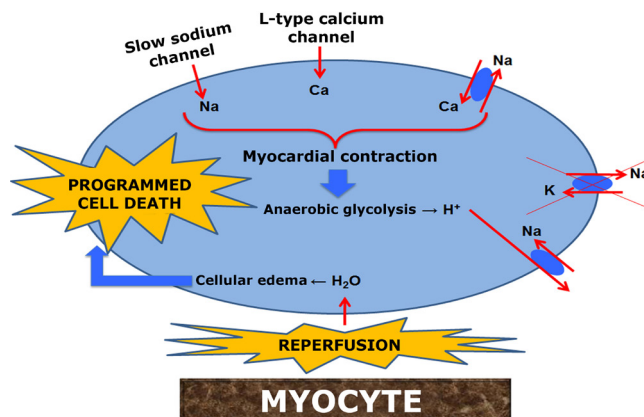 L-type calcium
channel
Slow sodium
channel
Na
Ca
Na
Ca
Myocardial contraction
PROGRAMMED
CELL DEATH
Na
K
Anaerobic glycolysis → H⁺
Na
Cellular edema ← H₂O
REPERFUSION
MYOCYTE